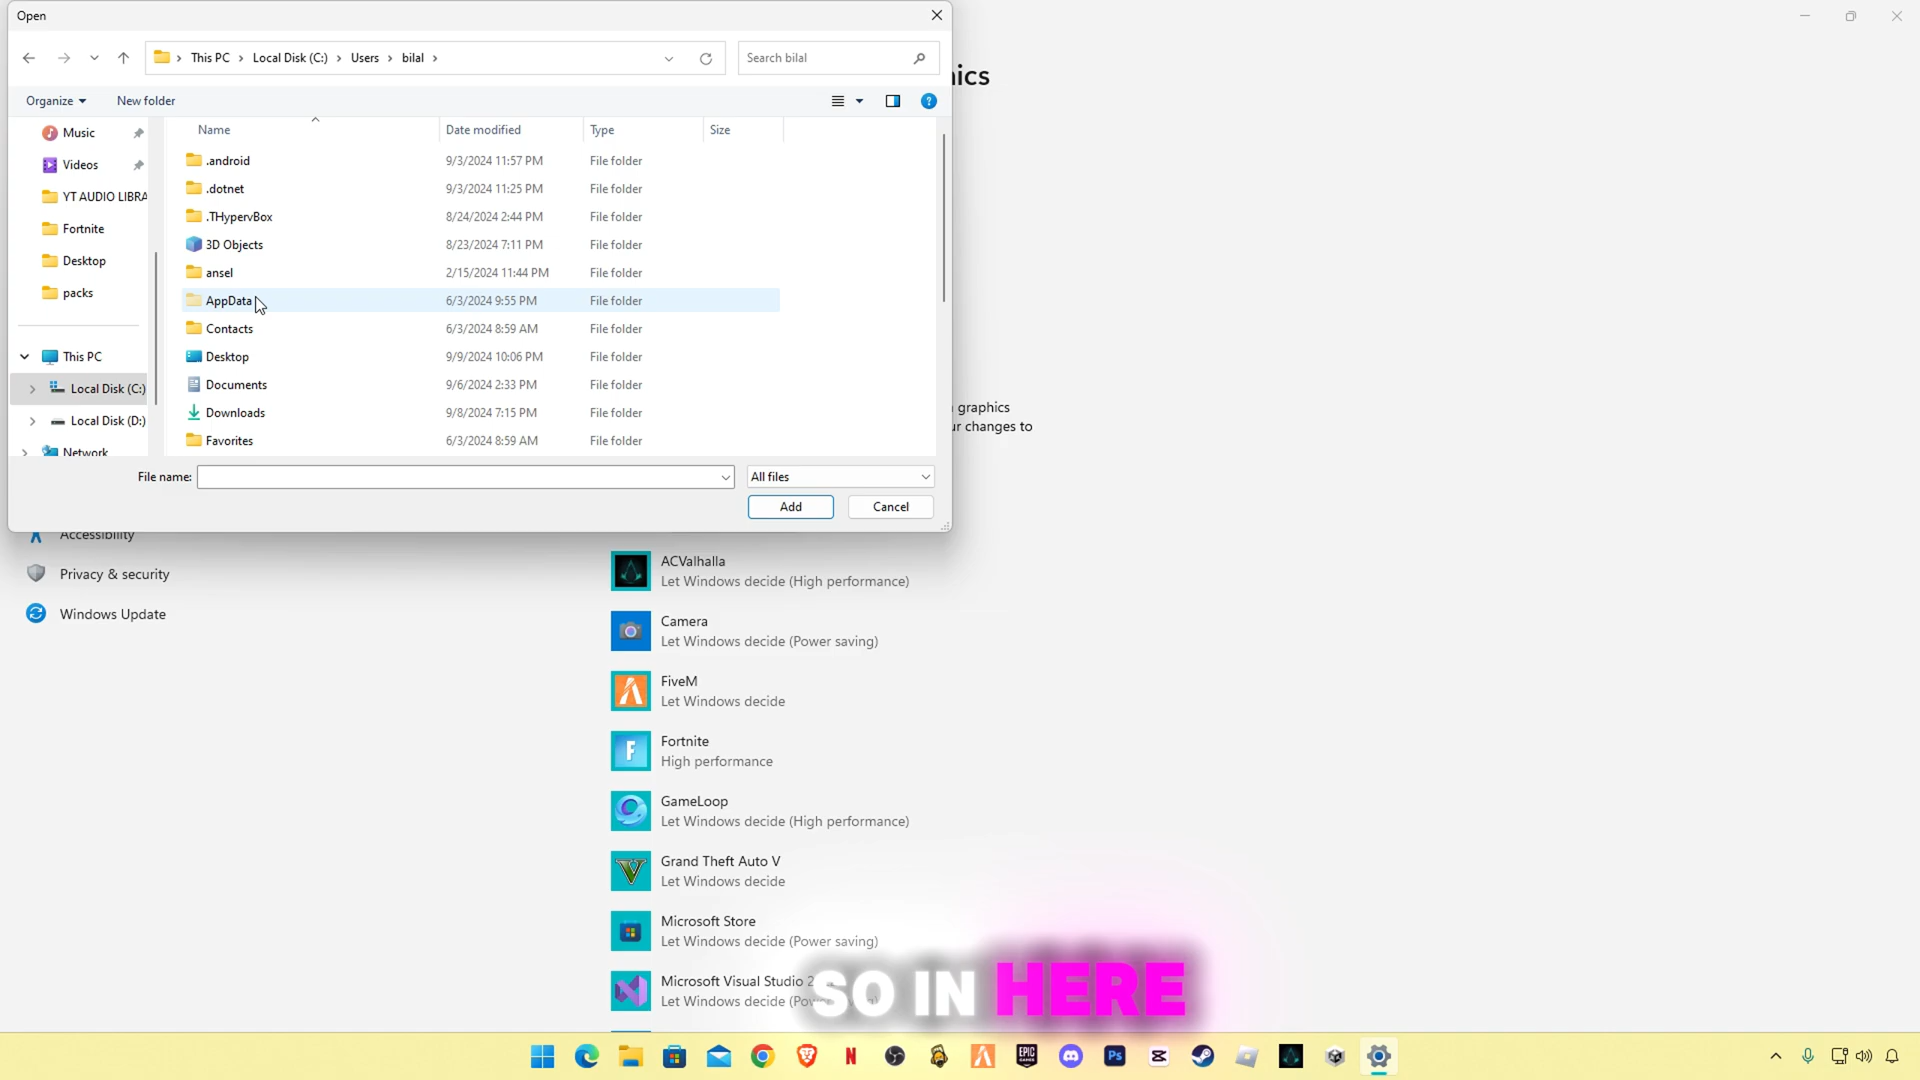 Open
This PC > Local Disk (C:) > Users > bilal >
Search bilal
Organize
New folder
?
Music
Videos
YT AUDIO LIBRA
Fortnite
Desktop
packs
This PC
Local Disk (C:)
Local Disk (D:)
Network
Name Date modified Type Size
.android 9/3/2024 11:57 PM File folder
.dotnet 9/3/2024 11:25 PM File folder
.THypervBox 8/24/2024 2:44 PM File folder
3D Objects 8/23/2024 7:11 PM File folder
ansel 2/15/2024 11:44 PM File folder
AppData 6/3/2024 9:55 PM File folder
Contacts 6/3/2024 8:59 AM File folder
Desktop 9/9/2024 10:06 PM File folder
Documents 9/6/2024 2:33 PM File folder
Downloads 9/8/2024 7:15 PM File folder
Favorites 6/3/2024 8:59 AM File folder
File name:
All files
Add
Cancel
ics
graphics
ur changes to
Accessibility
Privacy & security
Windows Update
ACValhalla
Let Windows decide (High performance)
Camera
Let Windows decide (Power saving)
FiveM
Let Windows decide
F
Fortnite
High performance
GameLoop
Let Windows decide (High performance)
V
Grand Theft Auto V
Let Windows decide
Microsoft Store
Let Windows decide (Power saving)
Microsoft Visual Studio 2
Let Windows decide (Po
SO IN HERE
N
EPIC
GAMES
Ps